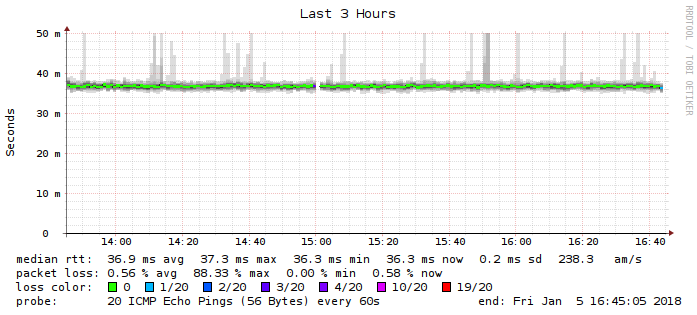 Last 3 Hours
RRDTOOL / TOBI OETIKER
Seconds
50 m
40 m
30 m
20 m
10 m
0
14:00 14:20 14:40 15:00 15:20 15:40 16:00 16:20 16:40
median rtt: 36.9 ms avg 37.3 ms max 36.3 ms min 36.3 ms now 0.2 ms sd 238.3 am/s
packet loss: 0.56 % avg 88.33 % max 0.00 % min 0.58 % now
loss color: 0 1/20 2/20 3/20 4/20 10/20 19/20
probe: 20 ICMP Echo Pings (56 Bytes) every 60s end: Fri Jan 5 16:45:05 2018